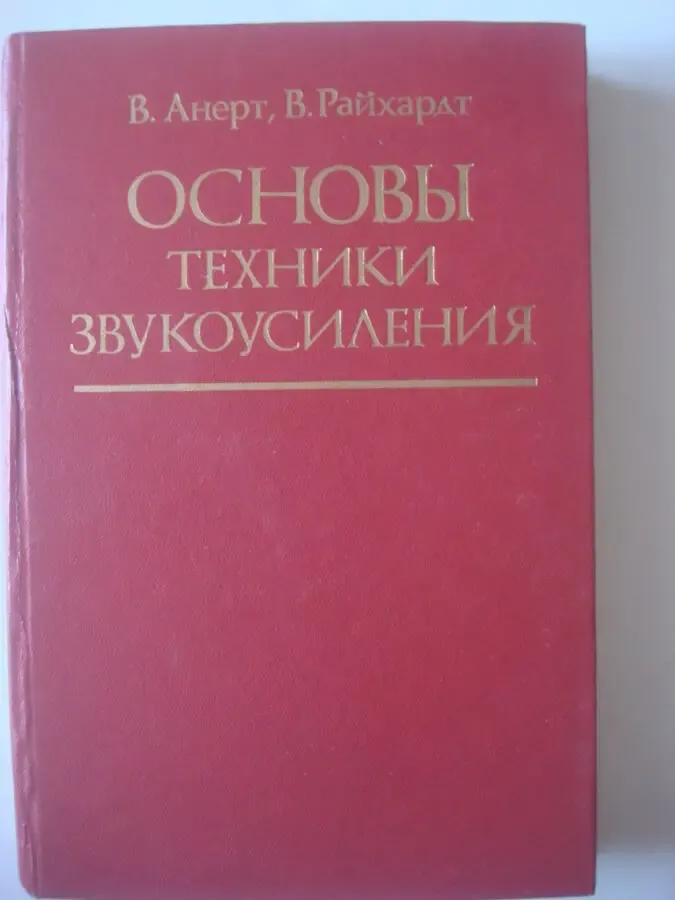 В. Анерт, В. Райхардт
ОСНОВЫ
ТЕХНИКИ
ЗВУКОУСИЛЕНИЯ